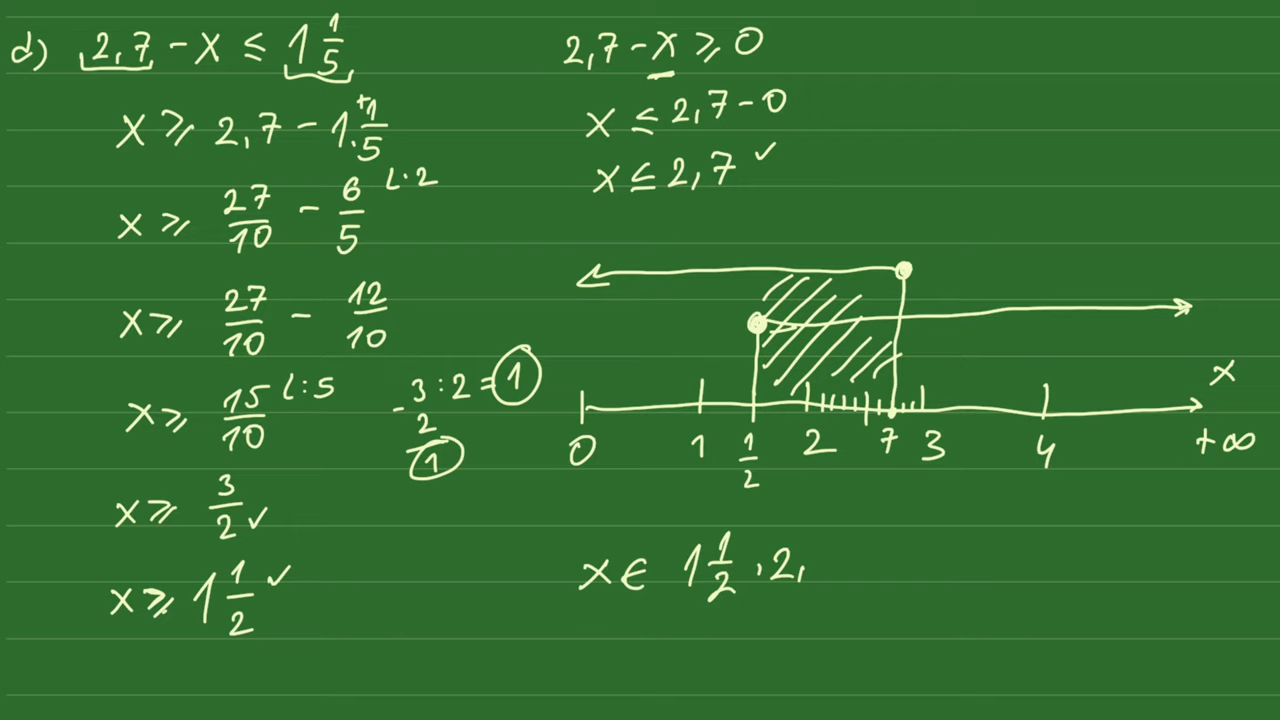 d) 2,7 - x ≤ 1 1/5
x ≥ 2,7 - 1 1/5 + ·
x ≥ 27/10 - 6/5 L·2
x ≥ 27/10 - 12/10
x ≥ 15/10 L:5
3 : 2 = 1
- 2
1
x ≥ 3/2 ✓
x ≥ 1 1/2 ✓
2,7 - x ≥ 0
x ≤ 2,7 - 0
x ≤ 2,7 ✓
x
0 1 1/2 2 7 3 4 +∞
x ∈ 1 1/2 , 2,